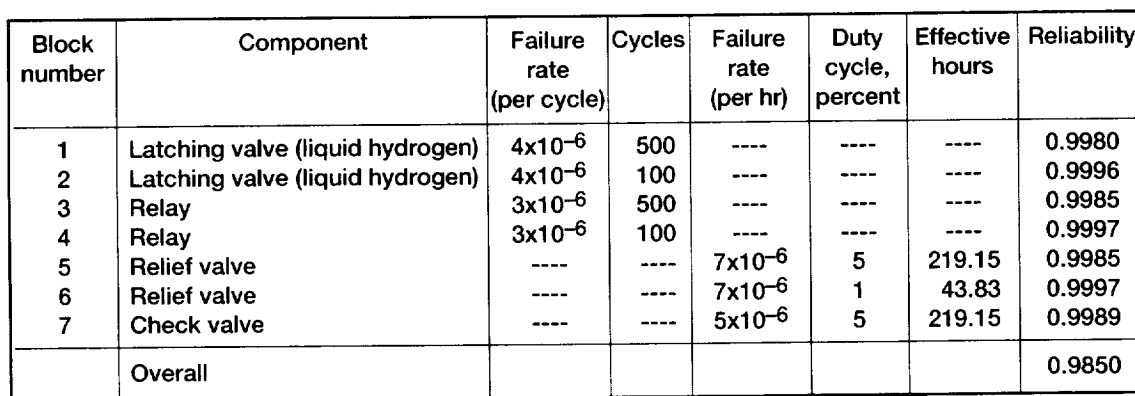 Block number Component Failure rate (per cycle) Cycles Failure rate (per hr) Duty cycle, percent Effective hours Reliability
1 Latching valve (liquid hydrogen) 4x10–6 500 ---- ---- ---- 0.9980
2 Latching valve (liquid hydrogen) 4x10–6 100 ---- ---- ---- 0.9996
3 Relay 3x10–6 500 ---- ---- ---- 0.9985
4 Relay 3x10–6 100 ---- ---- ---- 0.9997
5 Relief valve ---- ---- 7x10–6 5 219.15 0.9985
6 Relief valve ---- ---- 7x10–6 1 43.83 0.9997
7 Check valve ---- ---- 5x10–6 5 219.15 0.9989
Overall 0.9850